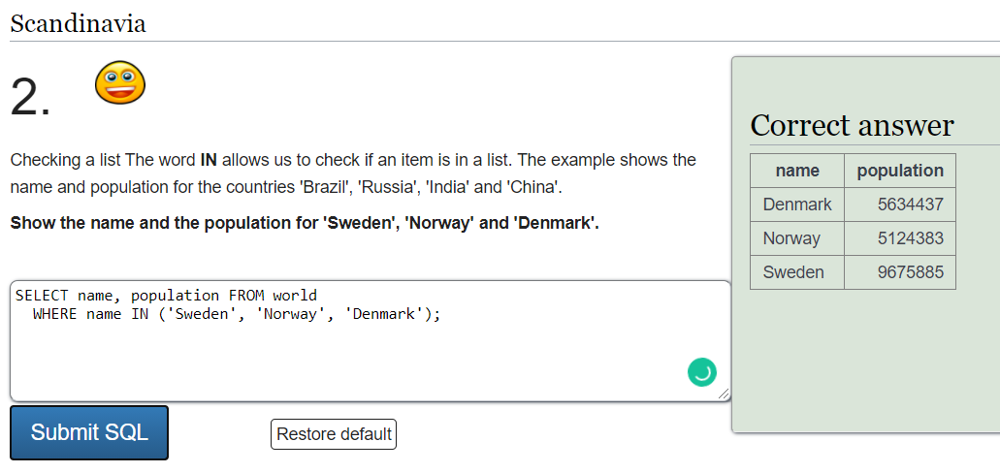 Scandinavia
2.
Checking a list The word IN allows us to check if an item is in a list. The example shows the
name and population for the countries 'Brazil', 'Russia', 'India' and 'China'.
Show the name and the population for 'Sweden', 'Norway' and 'Denmark'.
SELECT name, population FROM world
  WHERE name IN ('Sweden', 'Norway', 'Denmark');
Submit SQL
Restore default
Correct answer
name population
Denmark 5634437
Norway 5124383
Sweden 9675885